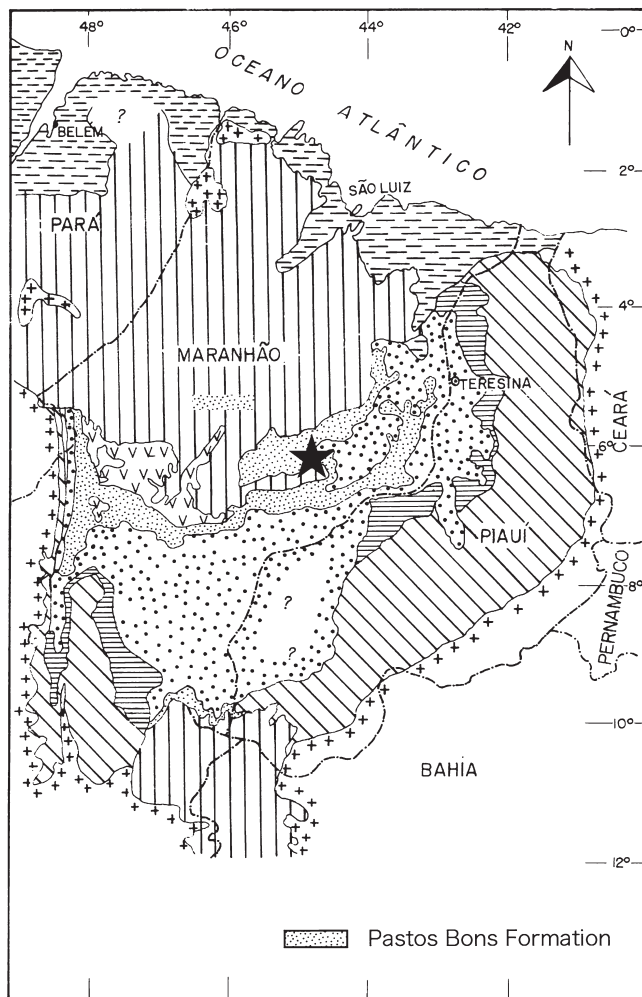 48° 46° 44° 42°
0°
N
OCEANO
ATLÂNTICO
?
BELÉM
2°
SÃO LUIZ
PARÁ
4°
MARANHÃO
TERESINA
CEARÁ
6°
PIAUÍ
PERNAMBUCO
8°
?
?
10°
BAHÍA
12°
Pastos Bons Formation